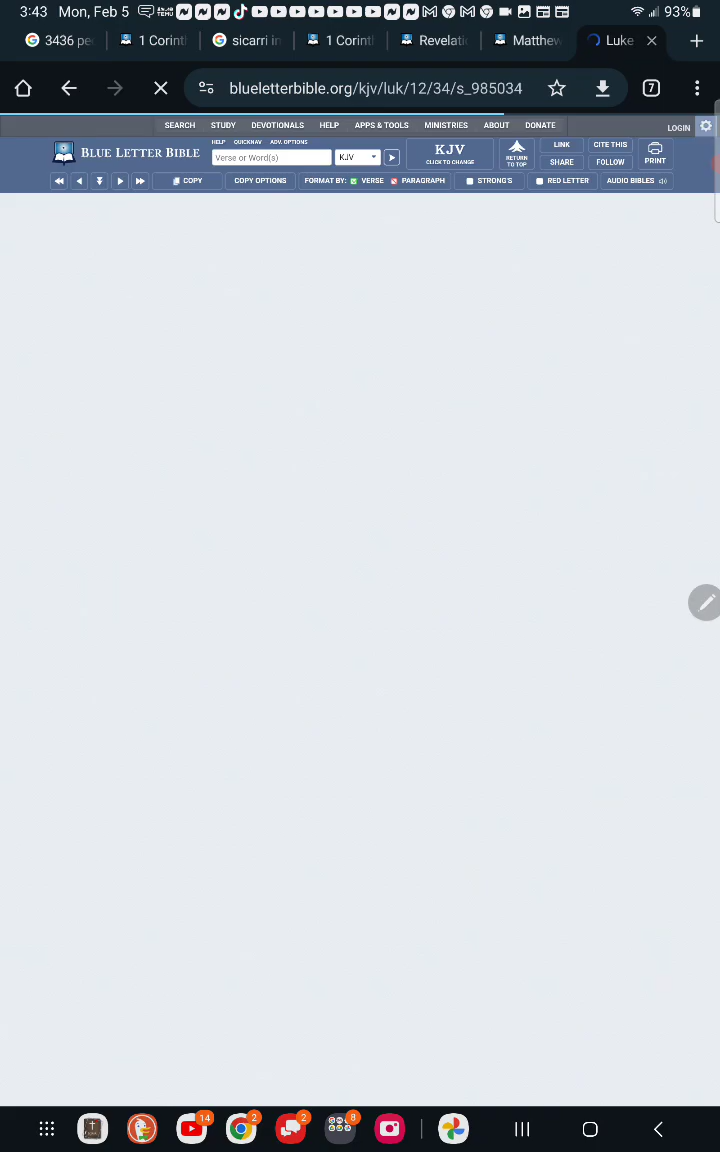 3:43 Mon, Feb 5 93%
3436 pe 1 Corint sicarri in 1 Corint Revelati Matthew Luke
blueletterbible.org/kjv/luk/12/34/s_985034 7
SEARCH STUDY DEVOTIONALS HELP APPS & TOOLS MINISTRIES ABOUT DONATE LOGIN
BLUE LETTER BIBLE
HELP QUICKNAV ADV. OPTIONS
Verse or Word(s) KJV
KJV
CLICK TO CHANGE
RETURN
TO TOP
LINK CITE THIS
SHARE FOLLOW
PRINT
COPY COPY OPTIONS FORMAT BY: VERSE PARAGRAPH STRONG'S RED LETTER AUDIO BIBLES
14 2 2 8